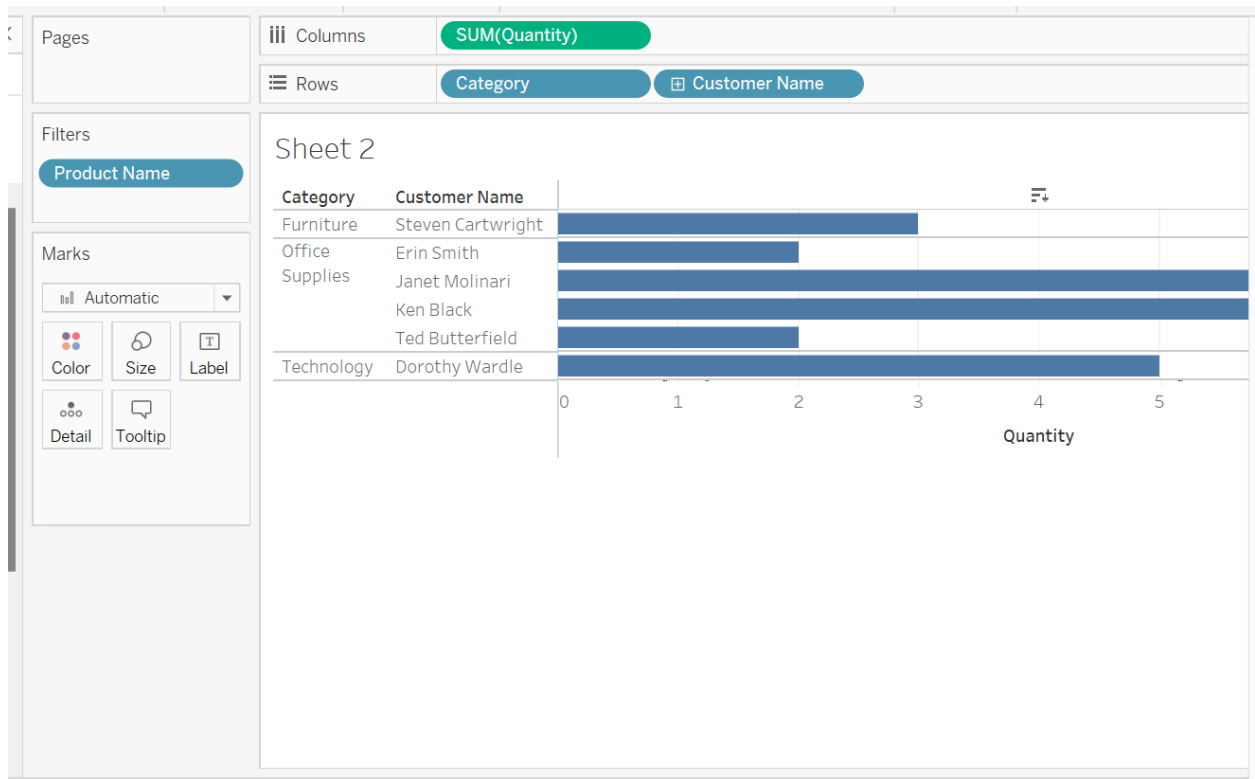 Pages
Columns SUM(Quantity)
Rows Category Customer Name
Filters
Product Name
Marks
Automatic
Color Size Label
Detail Tooltip
Sheet 2
Category Customer Name
Furniture Steven Cartwright
Office Supplies Erin Smith
Janet Molinari
Ken Black
Ted Butterfield
Technology Dorothy Wardle
0 1 2 3 4 5
Quantity